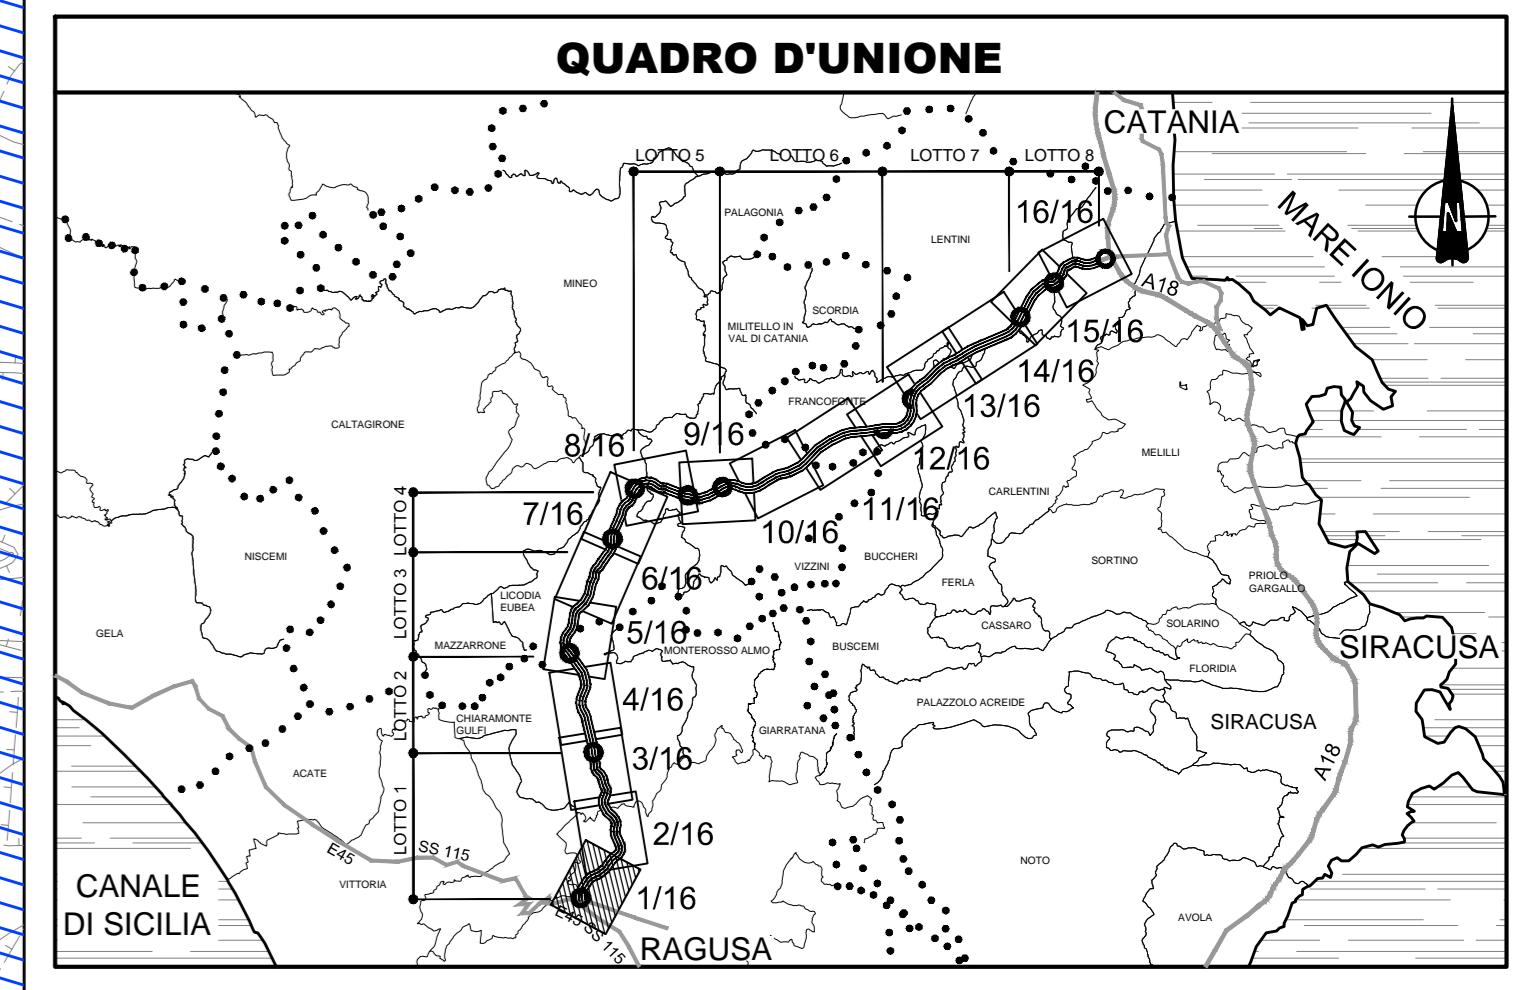 QUADRO D'UNIONE
CATANIA
LOTTO 5
LOTTO 6
LOTTO 7
LOTTO 8
16/16
PALAGONIA
LENTINI
N
MARE IONIO
MINEO
A18
SCORDIA
MILITELLO IN
VAL DI CATANIA
15/16
14/16
FRANCOFONTE
13/16
CALTAGIRONE
8/16
9/16
12/16
MELILLI
CARLENTINI
LOTTO 4
7/16
10/16
11/16
NISCEMI
VIZZINI
BUCCHERI
SORTINO
FERLA
PRIOLO
GARGALLO
6/16
LICODIA
EUBEA
LOTTO 3
GELA
5/16
CASSARO
SOLARINO
MAZZARRONE
MONTEROSSO ALMO
BUSCEMI
SIRACUSA
FLORIDIA
4/16
LOTTO 2
PALAZZOLO ACREIDE
CHIARAMONTE
GULFI
GIARRATANA
SIRACUSA
3/16
A18
ACATE
LOTTO 1
2/16
E45
SS 115
NOTO
VITTORIA
CANALE
DI SICILIA
1/16
AVOLA
E45 SS 115
RAGUSA